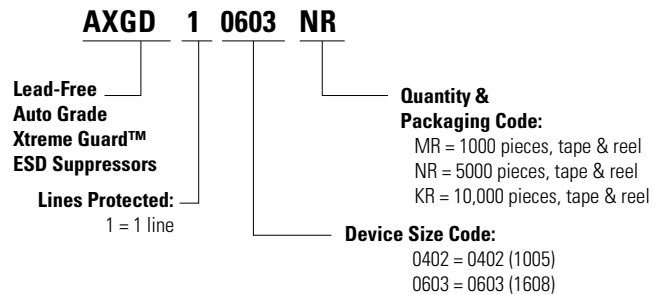 AXGD 1 0603 NR
Lead-Free
Auto Grade
Xtreme Guard™
ESD Suppressors
Lines Protected:
1 = 1 line
Quantity &
Packaging Code:
MR = 1000 pieces, tape & reel
NR = 5000 pieces, tape & reel
KR = 10,000 pieces, tape & reel
Device Size Code:
0402 = 0402 (1005)
0603 = 0603 (1608)